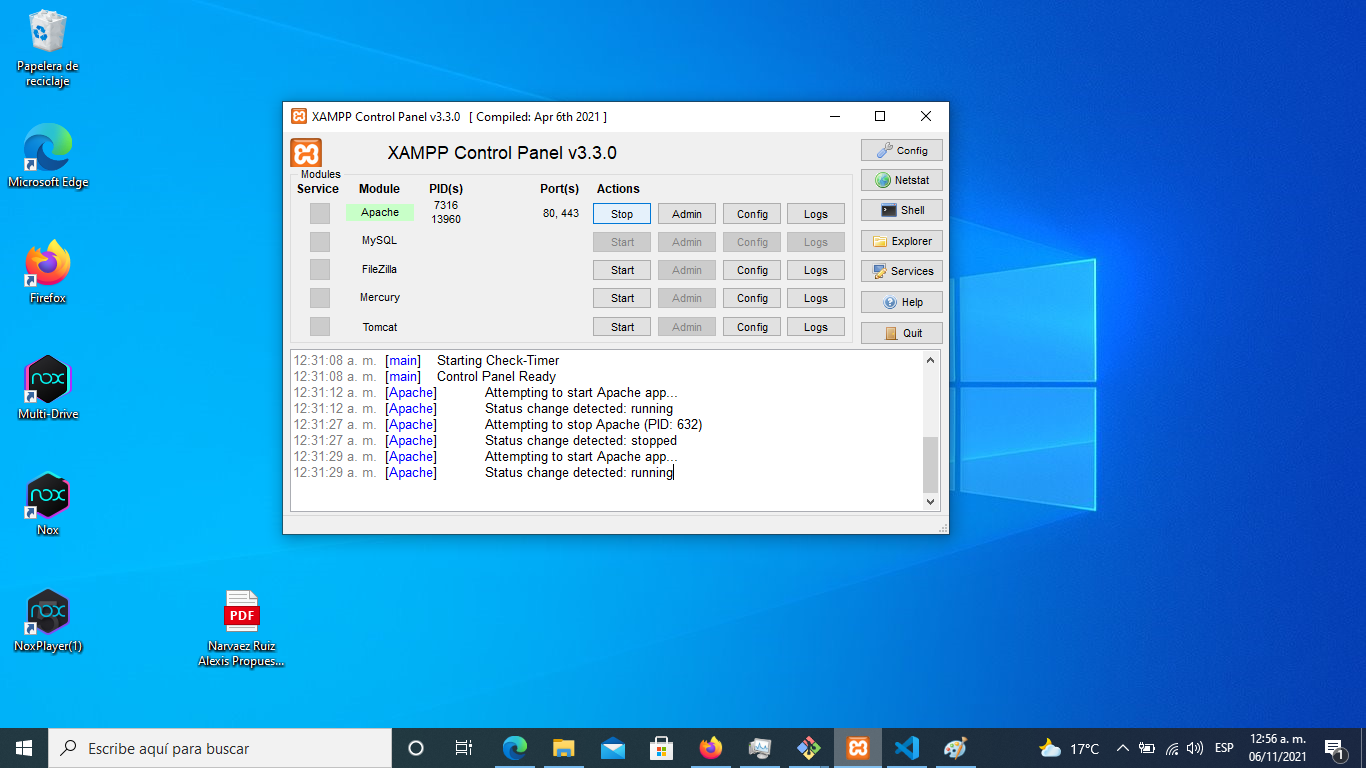 Papelera de
reciclaje
Microsoft Edge
Firefox
Multi-Drive
Nox
NoxPlayer(1)
PDF
Narvaez Ruiz
Alexis Propues...
XAMPP Control Panel v3.3.0 [ Compiled: Apr 6th 2021 ]
XAMPP Control Panel v3.3.0
Modules
Service Module PID(s) Port(s) Actions
Apache 7316 13960 80, 443 Stop Admin Config Logs
MySQL Start Admin Config Logs
FileZilla Start Admin Config Logs
Mercury Start Admin Config Logs
Tomcat Start Admin Config Logs
Config
Netstat
Shell
Explorer
Services
Help
Quit
12:31:08 a. m. [main] Starting Check-Timer
12:31:08 a. m. [main] Control Panel Ready
12:31:12 a. m. [Apache] Attempting to start Apache app...
12:31:12 a. m. [Apache] Status change detected: running
12:31:27 a. m. [Apache] Attempting to stop Apache (PID: 632)
12:31:27 a. m. [Apache] Status change detected: stopped
12:31:29 a. m. [Apache] Attempting to start Apache app...
12:31:29 a. m. [Apache] Status change detected: running
Escribe aquí para buscar
17°C
ESP
12:56 a. m.
06/11/2021
1